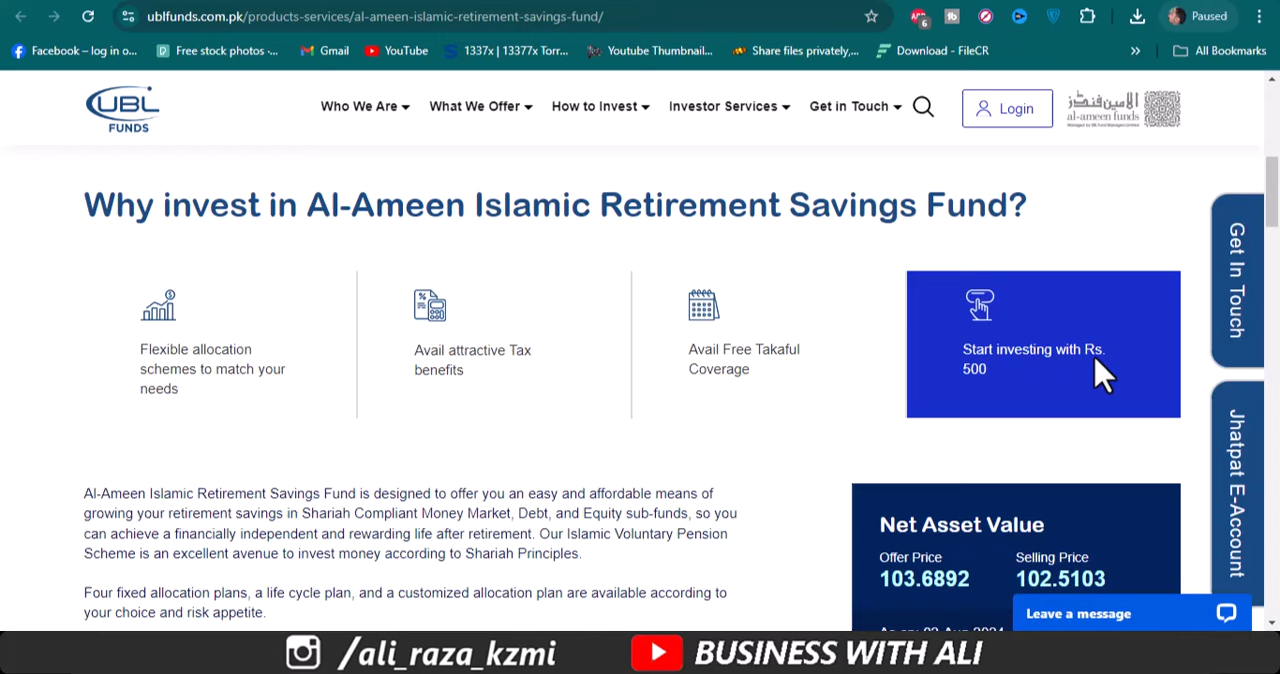 ublfunds.com.pk/products-services/al-ameen-islamic-retirement-savings-fund/
6
Paused
Facebook – log in o...
Free stock photos ·...
Gmail
YouTube
1337x | 13377x Torr...
Youtube Thumbnail...
Share files privately,...
Download - FileCR
»
All Bookmarks
UBL
FUNDS
Who We Are
What We Offer
How to Invest
Investor Services
Get in Touch
Login
الامین فنڈز
al-ameen funds
Managed by UBL Fund Managers Limited
Why invest in Al-Ameen Islamic Retirement Savings Fund?
Flexible allocation
schemes to match your
needs
Avail attractive Tax
benefits
Avail Free Takaful
Coverage
Start investing with Rs.
500
Get In Touch
Jhatpat E-Account
Al-Ameen Islamic Retirement Savings Fund is designed to offer you an easy and affordable means of
growing your retirement savings in Shariah Compliant Money Market, Debt, and Equity sub-funds, so you
can achieve a financially independent and rewarding life after retirement. Our Islamic Voluntary Pension
Scheme is an excellent avenue to invest money according to Shariah Principles.
Four fixed allocation plans, a life cycle plan, and a customized allocation plan are available according to
your choice and risk appetite.
Net Asset Value
Offer Price
103.6892
Selling Price
102.5103
Leave a message
/ali_raza_kzmi
BUSINESS WITH ALI